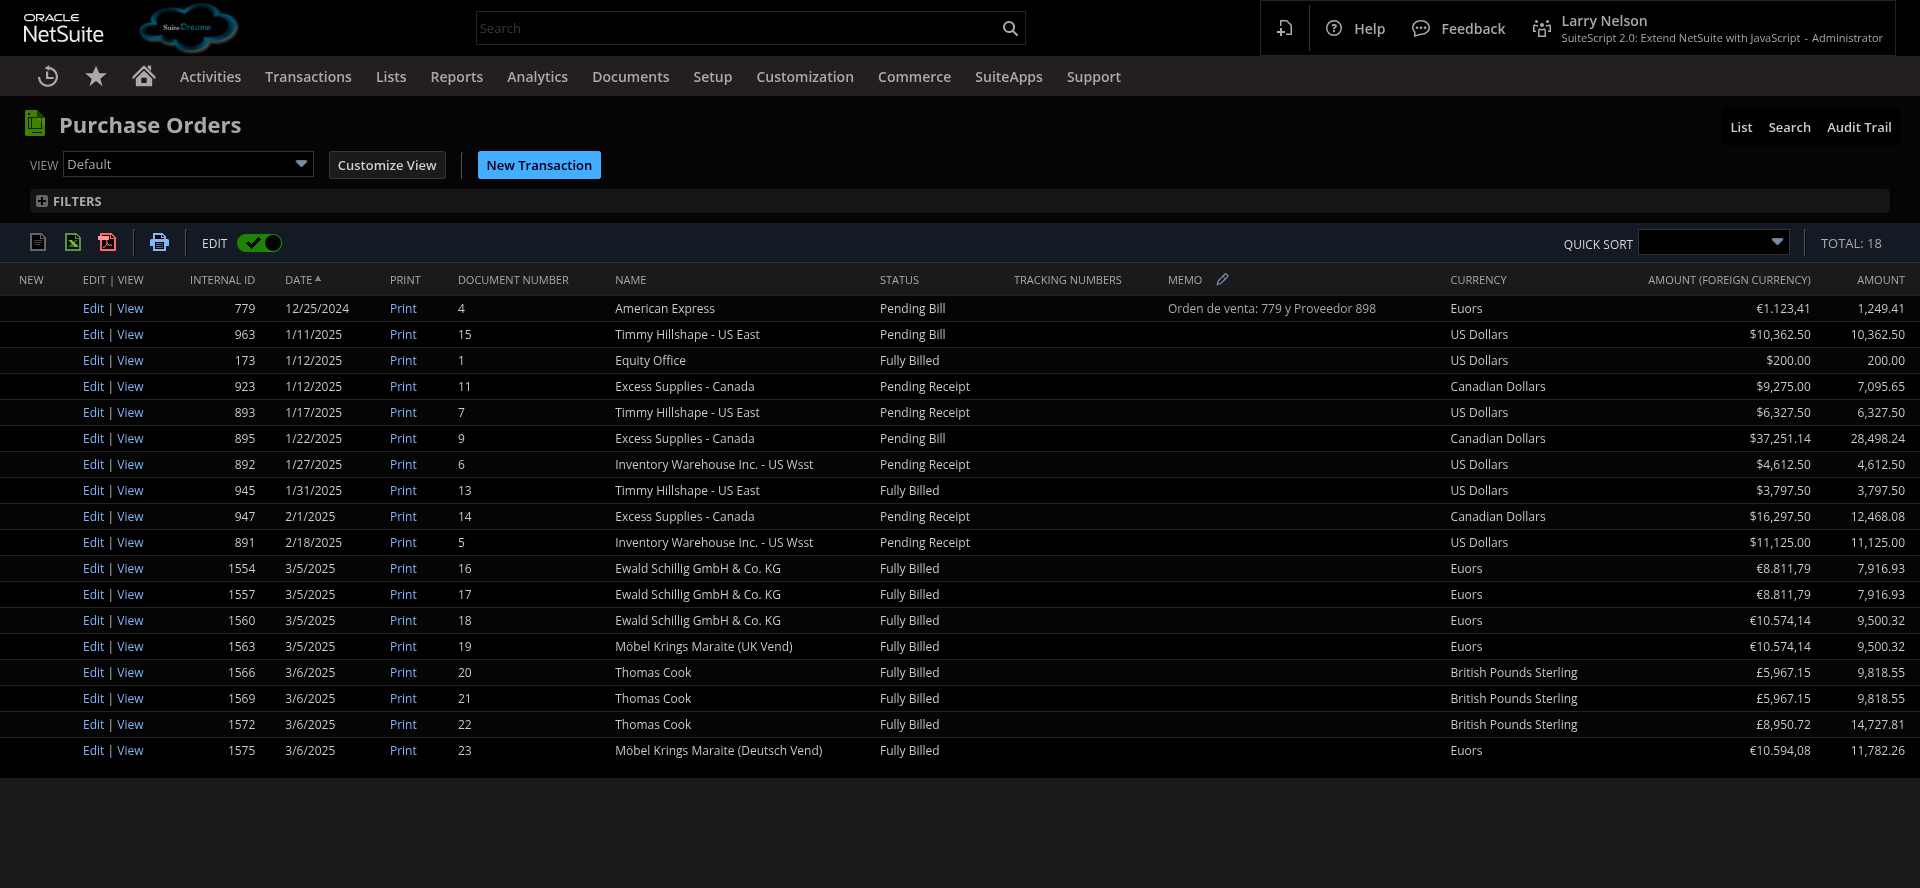 ORACLE
NetSuite
SuiteDreams
Search
Help
Feedback
Larry Nelson
SuiteScript 2.0: Extend NetSuite with JavaScript - Administrator
Activities Transactions Lists Reports Analytics Documents Setup Customization Commerce SuiteApps Support
Purchase Orders
List Search Audit Trail
VIEW Default Customize View New Transaction
FILTERS
EDIT QUICK SORT TOTAL: 18
NEW EDIT | VIEW INTERNAL ID DATE PRINT DOCUMENT NUMBER NAME STATUS TRACKING NUMBERS MEMO CURRENCY AMOUNT (FOREIGN CURRENCY) AMOUNT
Edit | View 779 12/25/2024 Print 4 American Express Pending Bill Orden de venta: 779 y Proveedor 898 Euors €1.123,41 1,249.41
Edit | View 963 1/11/2025 Print 15 Timmy Hillshape - US East Pending Bill US Dollars $10,362.50 10,362.50
Edit | View 173 1/12/2025 Print 1 Equity Office Fully Billed US Dollars $200.00 200.00
Edit | View 923 1/12/2025 Print 11 Excess Supplies - Canada Pending Receipt Canadian Dollars $9,275.00 7,095.65
Edit | View 893 1/17/2025 Print 7 Timmy Hillshape - US East Pending Receipt US Dollars $6,327.50 6,327.50
Edit | View 895 1/22/2025 Print 9 Excess Supplies - Canada Pending Bill Canadian Dollars $37,251.14 28,498.24
Edit | View 892 1/27/2025 Print 6 Inventory Warehouse Inc. - US Wsst Pending Receipt US Dollars $4,612.50 4,612.50
Edit | View 945 1/31/2025 Print 13 Timmy Hillshape - US East Fully Billed US Dollars $3,797.50 3,797.50
Edit | View 947 2/1/2025 Print 14 Excess Supplies - Canada Pending Receipt Canadian Dollars $16,297.50 12,468.08
Edit | View 891 2/18/2025 Print 5 Inventory Warehouse Inc. - US Wsst Pending Receipt US Dollars $11,125.00 11,125.00
Edit | View 1554 3/5/2025 Print 16 Ewald Schillig GmbH & Co. KG Fully Billed Euors €8.811,79 7,916.93
Edit | View 1557 3/5/2025 Print 17 Ewald Schillig GmbH & Co. KG Fully Billed Euors €8.811,79 7,916.93
Edit | View 1560 3/5/2025 Print 18 Ewald Schillig GmbH & Co. KG Fully Billed Euors €10.574,14 9,500.32
Edit | View 1563 3/5/2025 Print 19 Möbel Krings Maraite (UK Vend) Fully Billed Euors €10.574,14 9,500.32
Edit | View 1566 3/6/2025 Print 20 Thomas Cook Fully Billed British Pounds Sterling £5,967.15 9,818.55
Edit | View 1569 3/6/2025 Print 21 Thomas Cook Fully Billed British Pounds Sterling £5,967.15 9,818.55
Edit | View 1572 3/6/2025 Print 22 Thomas Cook Fully Billed British Pounds Sterling £8,950.72 14,727.81
Edit | View 1575 3/6/2025 Print 23 Möbel Krings Maraite (Deutsch Vend) Fully Billed Euors €10.594,08 11,782.26